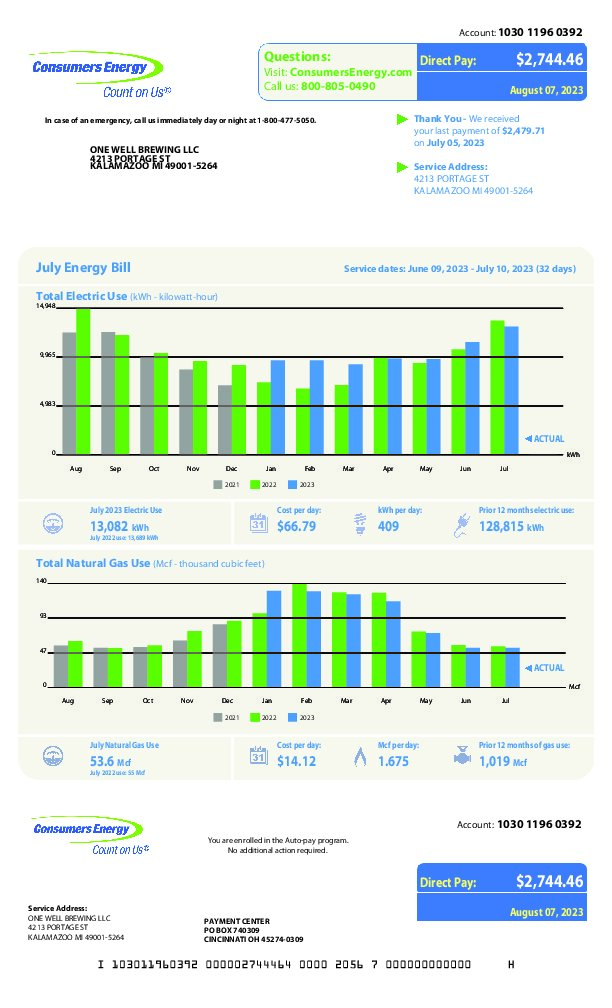 Account: 1030 1196 0392
Consumers Energy
Count on Us®
Questions:
Visit: ConsumersEnergy.com
Call us: 800-805-0490
Direct Pay: $2,744.46
August 07, 2023
In case of an emergency, call us immediately day or night at 1-800-477-5050.
Thank You - We received
your last payment of $2,479.71
on July 05, 2023
ONE WELL BREWING LLC
4213 PORTAGE ST
KALAMAZOO MI 49001-5264
Service Address:
4213 PORTAGE ST
KALAMAZOO MI 49001-5264
July Energy Bill
Service dates: June 09, 2023 - July 10, 2023 (32 days)
Total Electric Use (kWh - kilowatt-hour)
14,948
9,965
4,983
0
ACTUAL
kWh
Aug Sep Oct Nov Dec Jan Feb Mar Apr May Jun Jul
2021 2022 2023
July 2023 Electric Use
13,082 kWh
July 2022 use: 13,689 kWh
31
Cost per day:
$66.79
kWh per day:
409
Prior 12 months electric use:
128,815 kWh
Total Natural Gas Use (Mcf - thousand cubic feet)
140
93
47
0
ACTUAL
Mcf
Aug Sep Oct Nov Dec Jan Feb Mar Apr May Jun Jul
2021 2022 2023
July Natural Gas Use
53.6 Mcf
July 2022 use: 55 Mcf
31
Cost per day:
$14.12
Mcf per day:
1.675
Prior 12 months of gas use:
1,019 Mcf
Consumers Energy
Count on Us®
You are enrolled in the Auto-pay program.
No additional action required.
Account: 1030 1196 0392
Direct Pay: $2,744.46
August 07, 2023
Service Address:
ONE WELL BREWING LLC
4213 PORTAGE ST
KALAMAZOO MI 49001-5264
PAYMENT CENTER
PO BOX 740309
CINCINNATI OH 45274-0309
I 103011960392 000002744464 0000 2056 7 000000000000 H